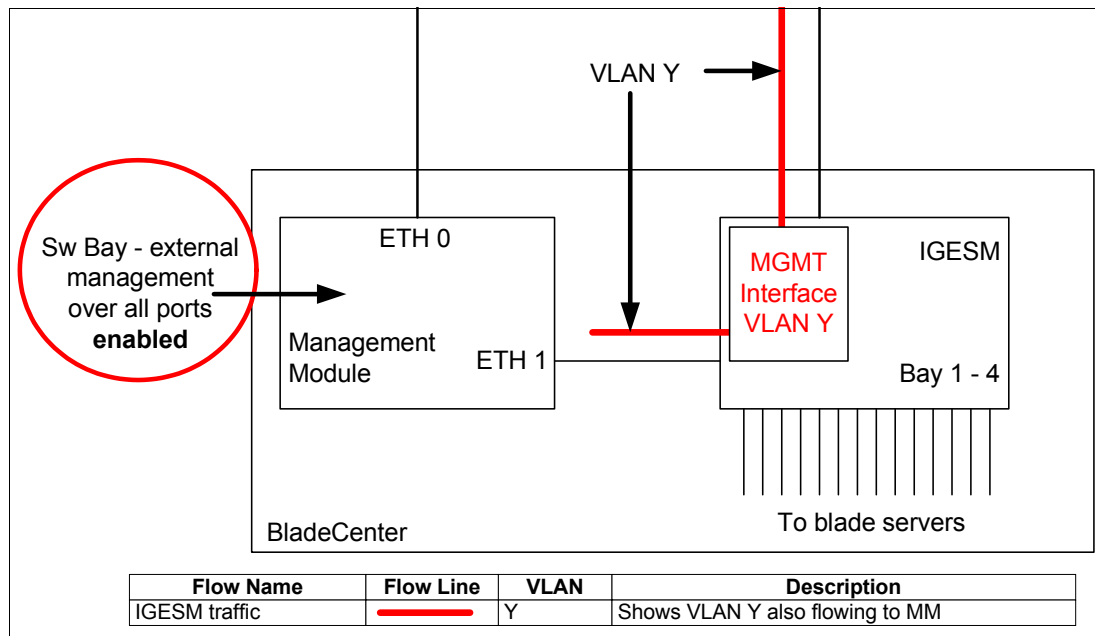 VLAN Y
Sw Bay - external
management
over all ports
enabled
ETH 0
Management
Module
ETH 1
MGMT
Interface
VLAN Y
IGESM
Bay 1 - 4
To blade servers
BladeCenter
Flow Name Flow Line VLAN Description
IGESM traffic Y Shows VLAN Y also flowing to MM